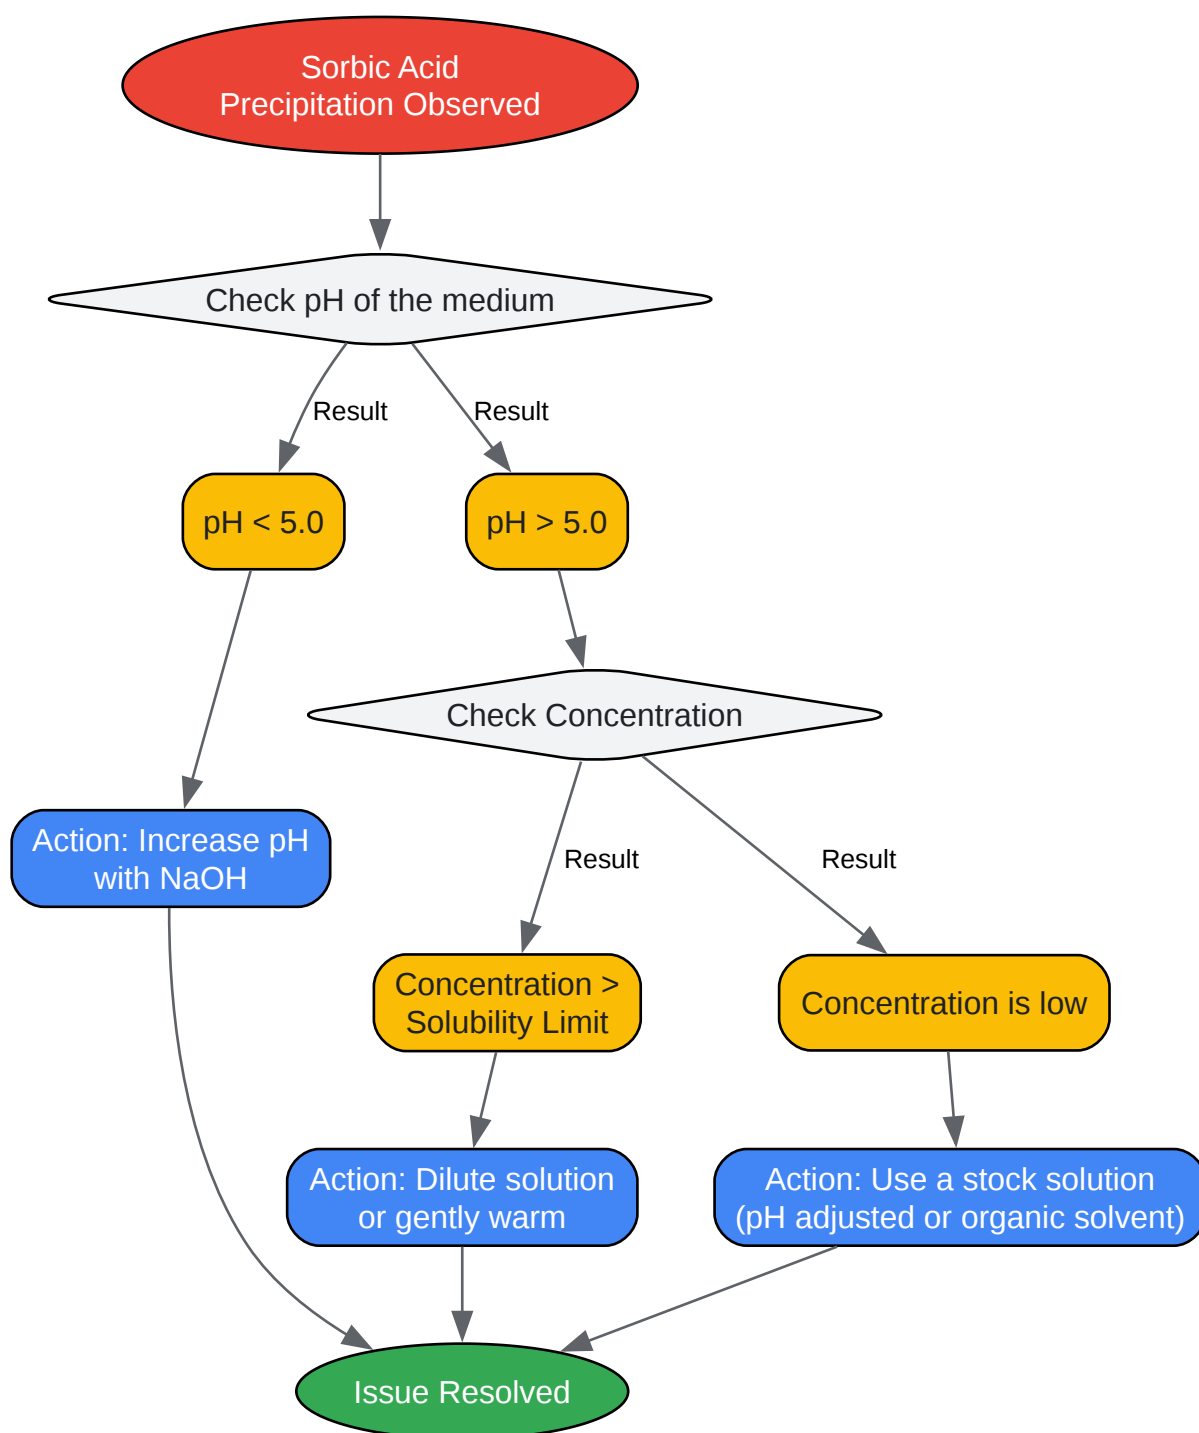 Sorbic Acid
Precipitation Observed
Check pH of the medium
Result
Result
pH < 5.0
pH > 5.0
Check Concentration
Action: Increase pH
with NaOH
Result
Result
Concentration >
Solubility Limit
Concentration is low
Action: Dilute solution
or gently warm
Action: Use a stock solution
(pH adjusted or organic solvent)
Issue Resolved